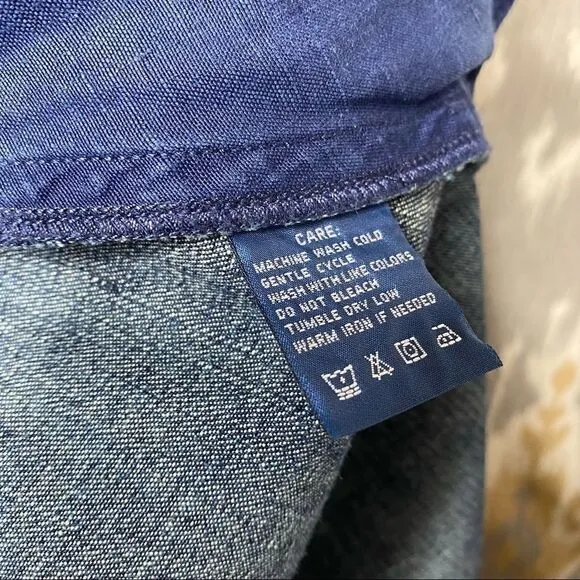 CARE:
MACHINE WASH COLD
GENTLE CYCLE
WASH WITH LIKE COLORS
DO NOT BLEACH
TUMBLE DRY LOW
WARM IRON IF NEEDED